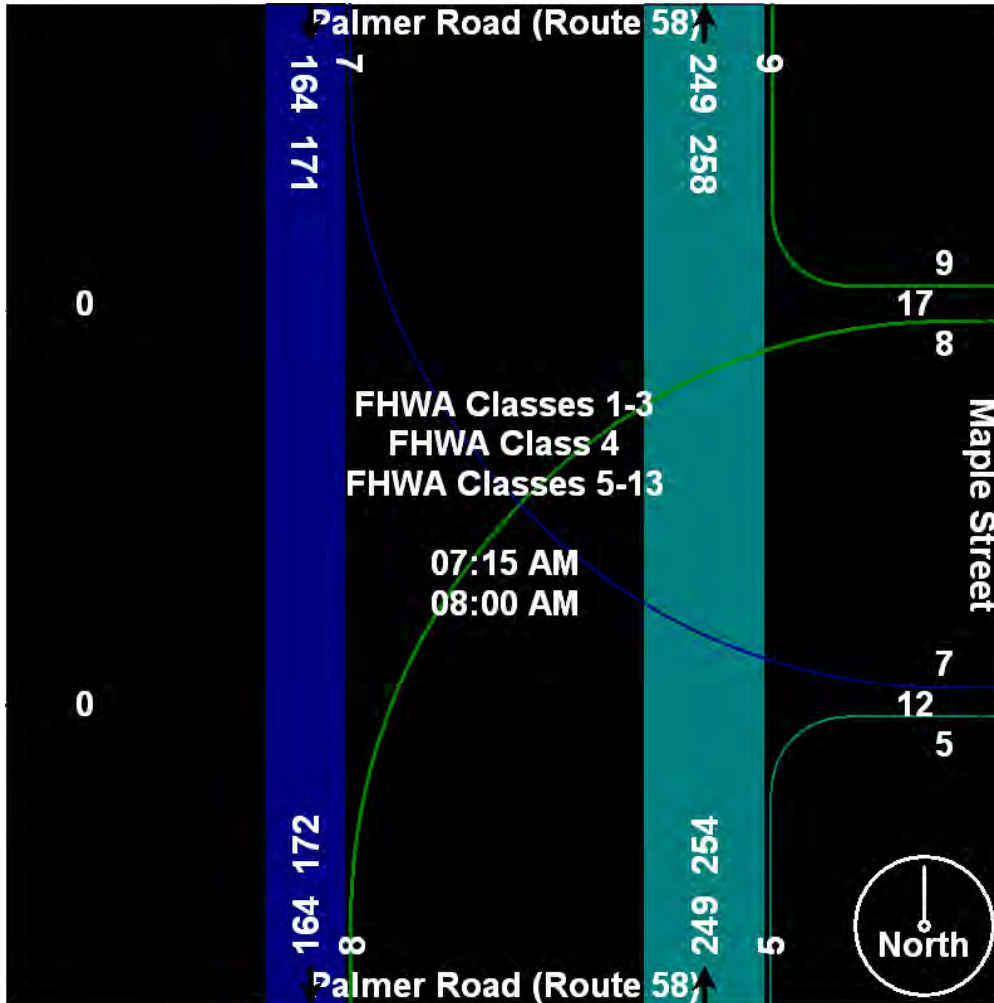 Palmer Road (Route 58)
164 7
171
249 9
258
0
9
17
8
FHWA Classes 1-3
FHWA Class 4
FHWA Classes 5-13
07:15 AM
08:00 AM
Maple Street
0
7
12
5
164 172
8
249 254
5
North
Palmer Road (Route 58)